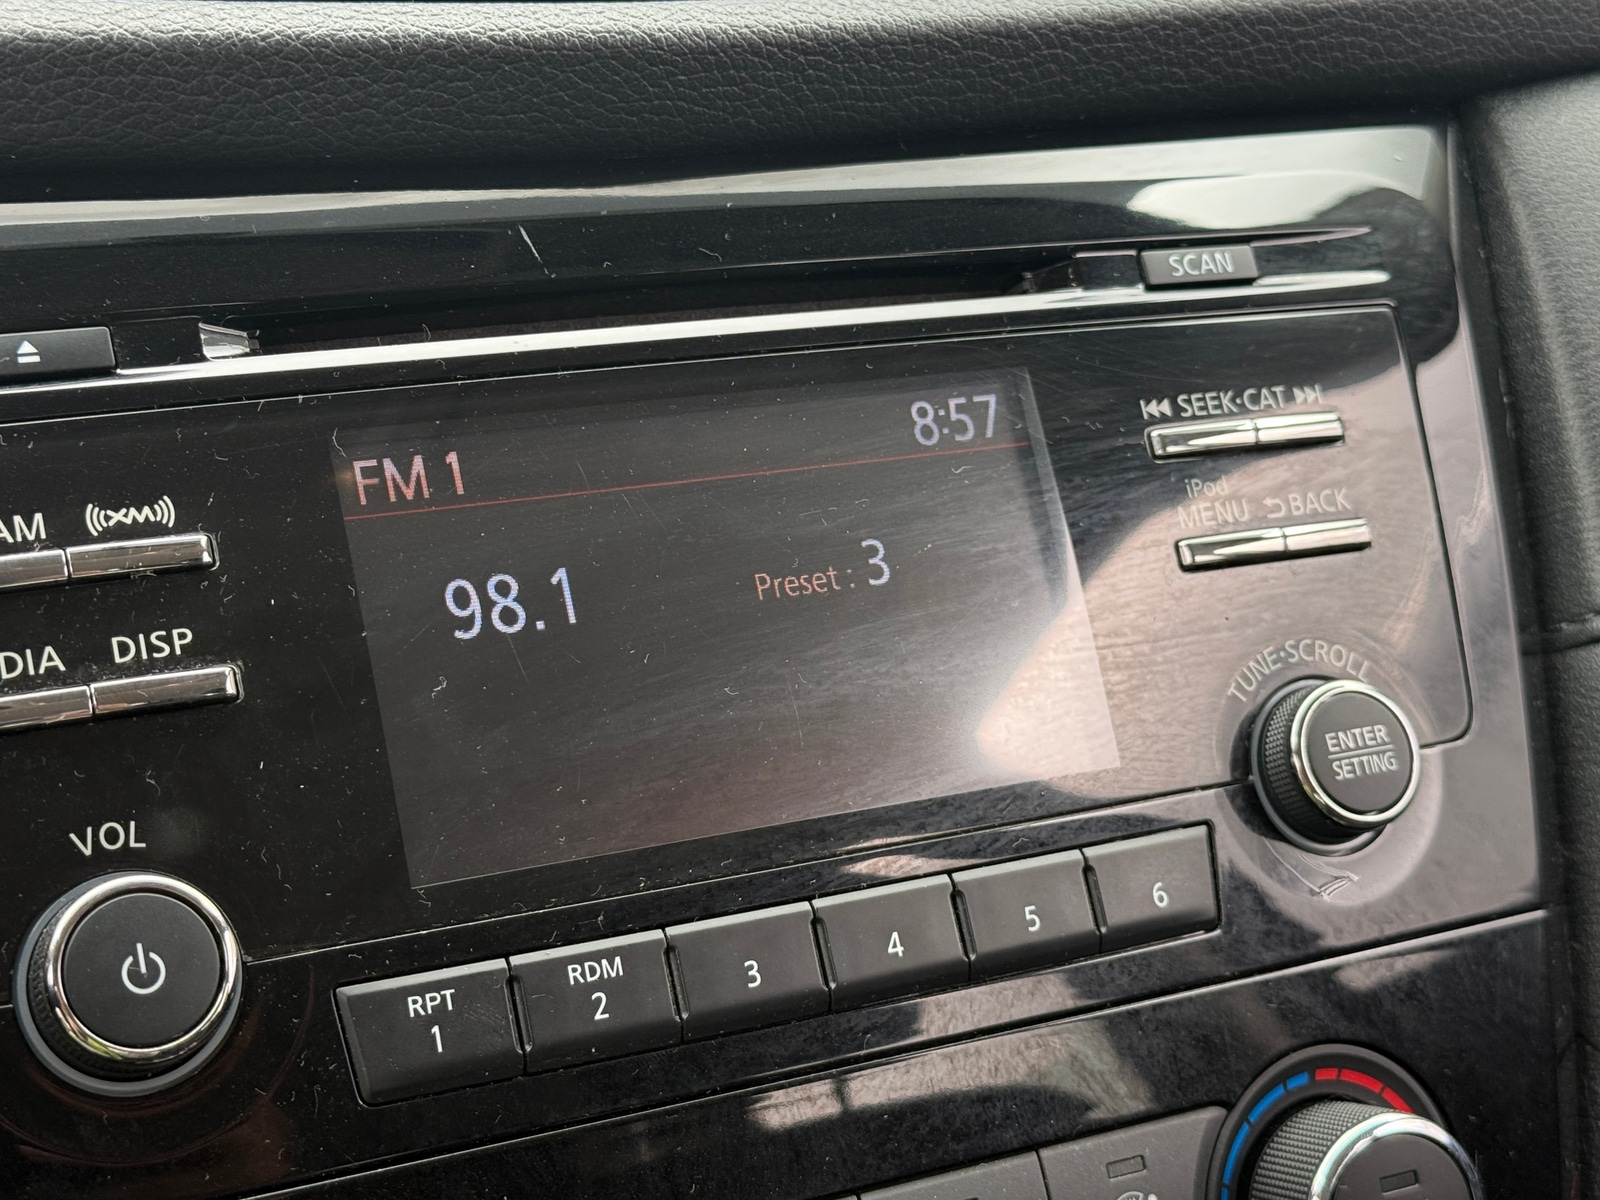 SCAN
SEEK·CAT
iPod
MENU BACK
8:57
FM 1
98.1
Preset : 3
AM ((XM))
DIA DISP
TUNE·SCROLL
ENTER
SETTING
VOL
RPT
1
RDM
2
3
4
5
6